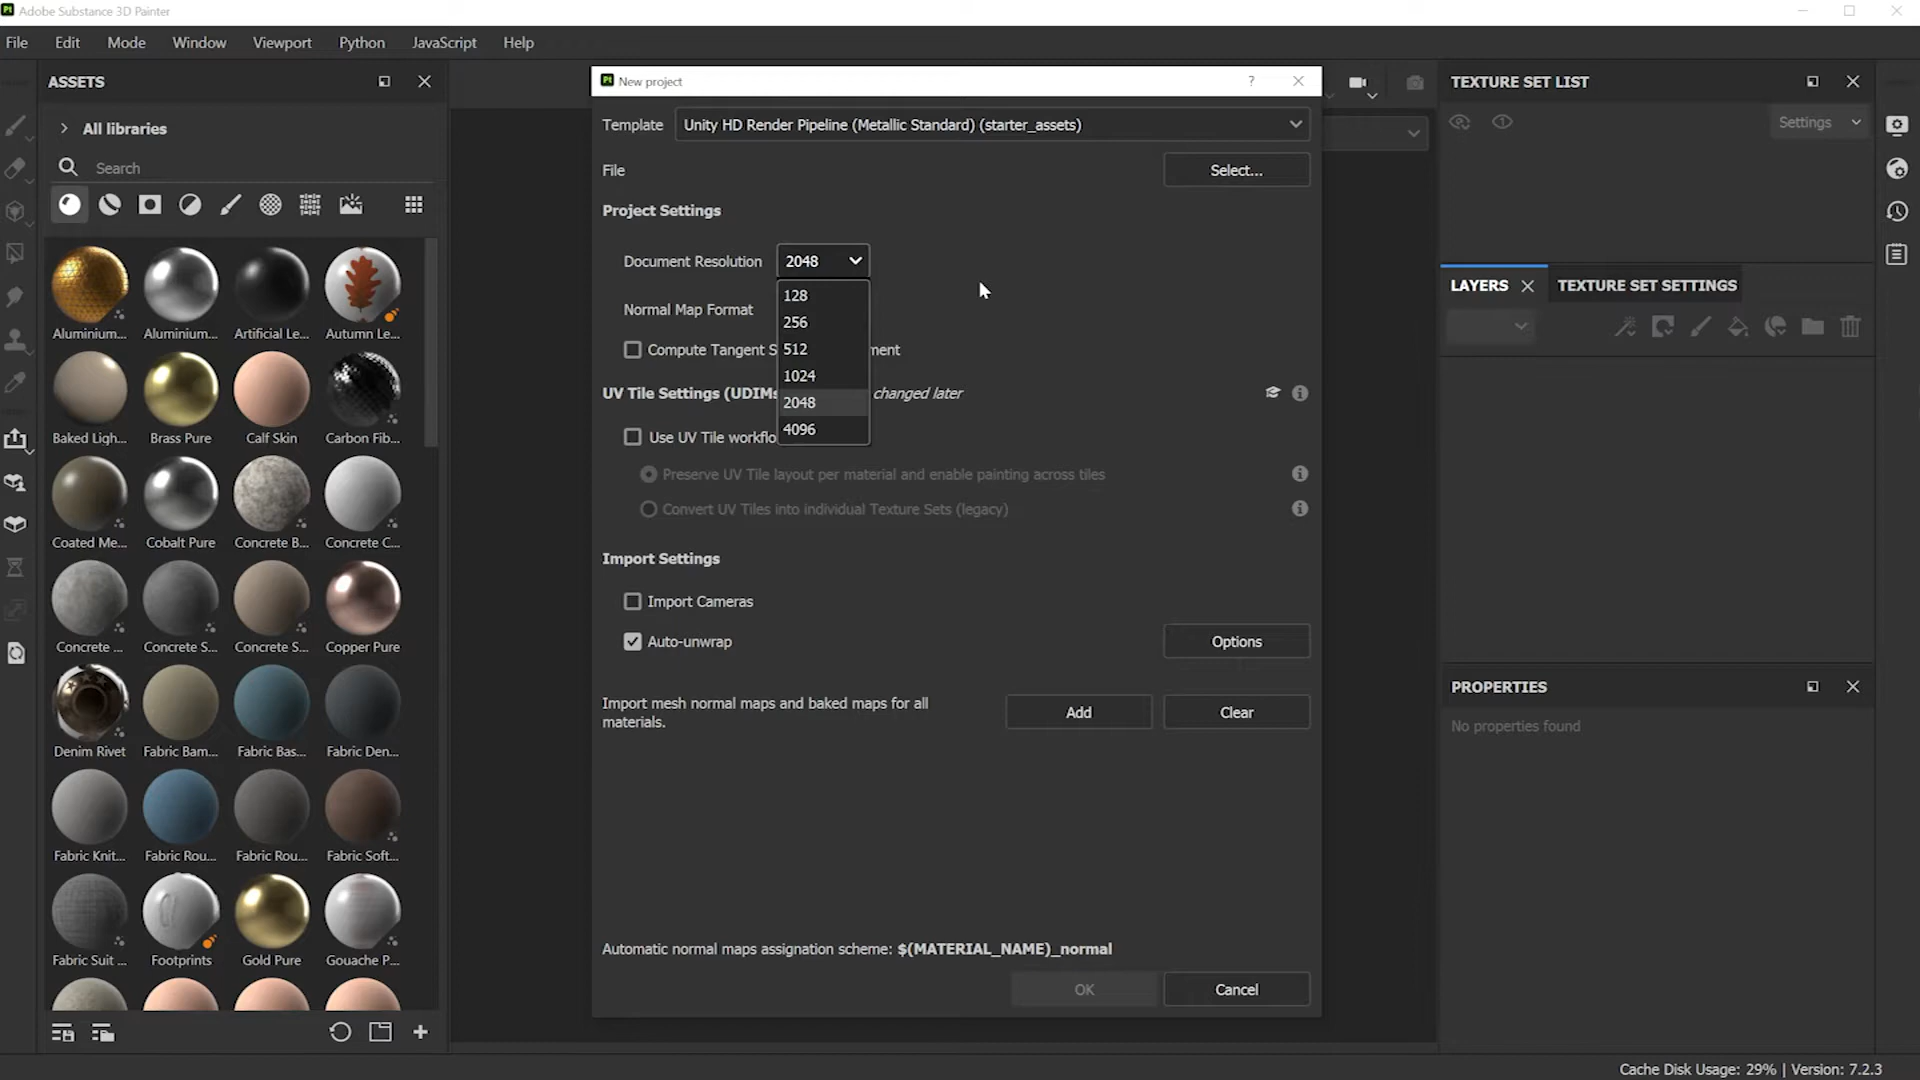 Adobe Substance 3D Painter
File Edit Mode Window Viewport Python JavaScript Help
ASSETS
All libraries
Search
Aluminium... Aluminium... Artificial Le... Autumn Le...
Baked Ligh... Brass Pure Calf Skin Carbon Fib...
Coated Me... Cobalt Pure Concrete B... Concrete C...
Concrete ... Concrete S... Concrete S... Copper Pure
Denim Rivet Fabric Bam... Fabric Bas... Fabric Den...
Fabric Knit... Fabric Rou... Fabric Rou... Fabric Soft...
Fabric Suit ... Footprints Gold Pure Gouache P...
Pt New project ?
Template Unity HD Render Pipeline (Metallic Standard) (starter_assets)
File Select...
Project Settings
Document Resolution 2048
128
256
512
1024
2048
4096
Normal Map Format
Compute Tangent S ment
UV Tile Settings (UDIMs changed later
Use UV Tile workflo
Preserve UV Tile layout per material and enable painting across tiles
Convert UV Tiles into individual Texture Sets (legacy)
Import Settings
Import Cameras
Auto-unwrap Options
Import mesh normal maps and baked maps for all
materials.
Add Clear
Automatic normal maps assignation scheme: $(MATERIAL_NAME)_normal
OK Cancel
TEXTURE SET LIST
Settings
LAYERS TEXTURE SET SETTINGS
PROPERTIES
No properties found
Cache Disk Usage: 29% | Version: 7.2.3